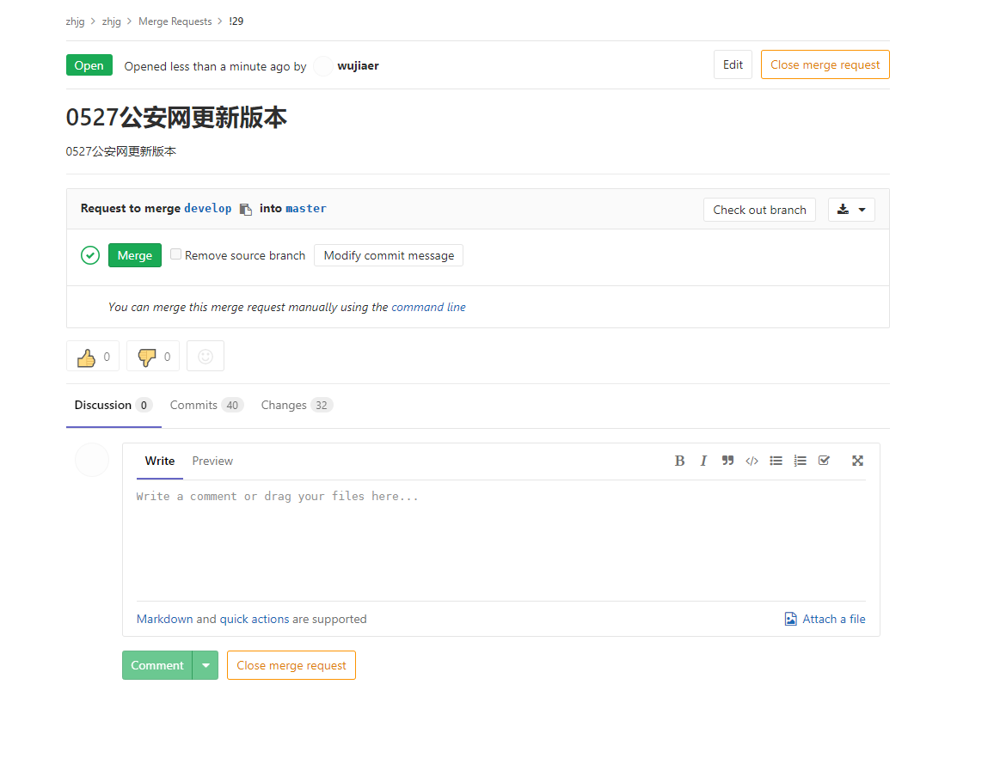 zhjg > zhjg > Merge Requests > !29
Open Opened less than a minute ago by wujiaer Edit Close merge request
0527公安网更新版本
0527公安网更新版本
Request to merge develop into master Check out branch
Merge Remove source branch Modify commit message
You can merge this merge request manually using the command line
0 0
Discussion 0 Commits 40 Changes 32
Write Preview B I
Write a comment or drag your files here...
Markdown and quick actions are supported Attach a file
Comment Close merge request